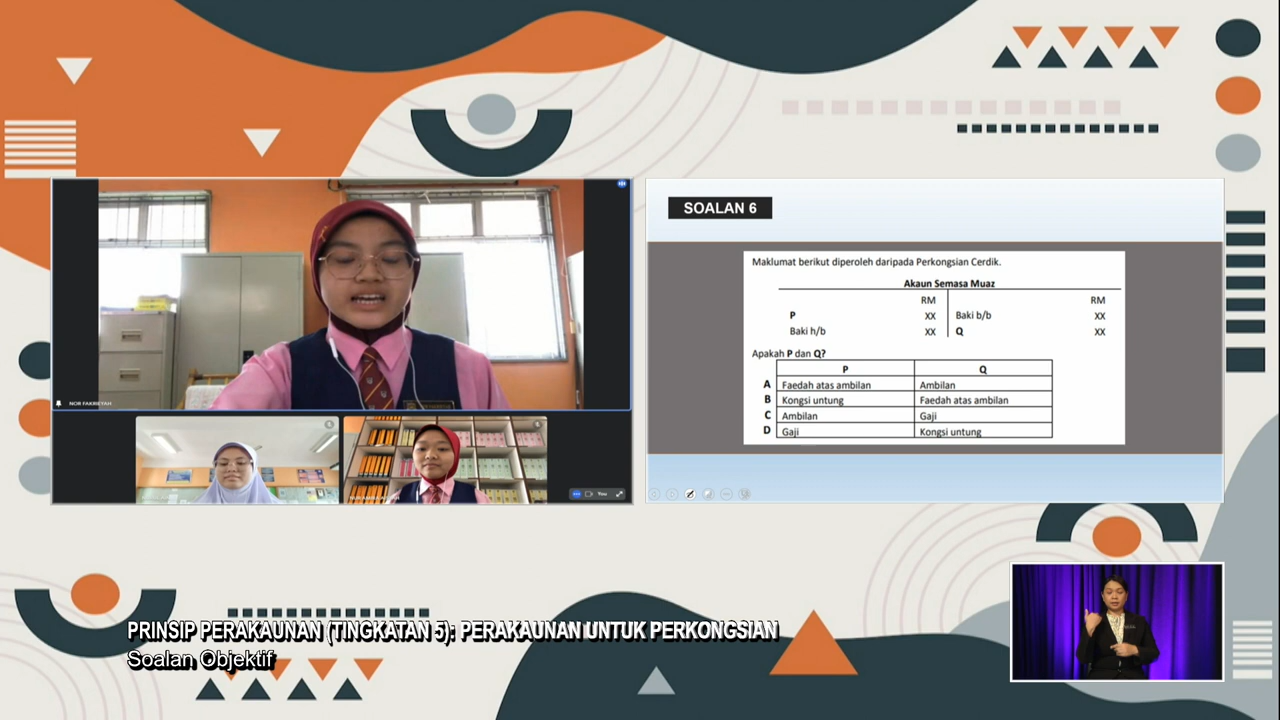 SOALAN 6
Maklumat berikut diperoleh daripada Perkongsian Cerdik.
Akaun Semasa Muaz
RM RM
P XX Baki b/b XX
Baki h/b XX Q XX
Apakah P dan Q?
P Q
A Faedah atas ambilan Ambilan
B Kongsi untung Faedah atas ambilan
C Ambilan Gaji
D Gaji Kongsi untung
NOR FAKRIEYAH
You
PRINSIP PERAKAUNAN (TINGKATAN 5): PERAKAUNAN UNTUK PERKONGSIAN
Soalan Objektif